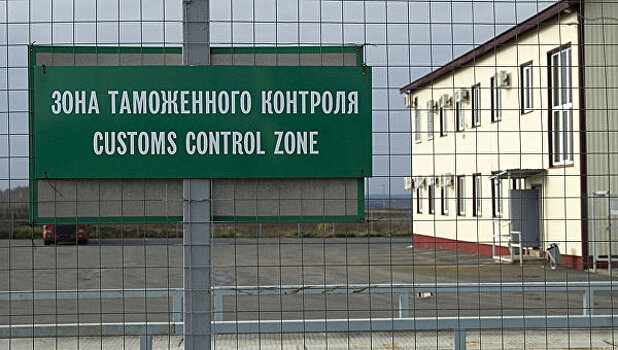 ЗОНА ТАМОЖЕННОГО КОНТРОЛЯ
CUSTOMS CONTROL ZONE